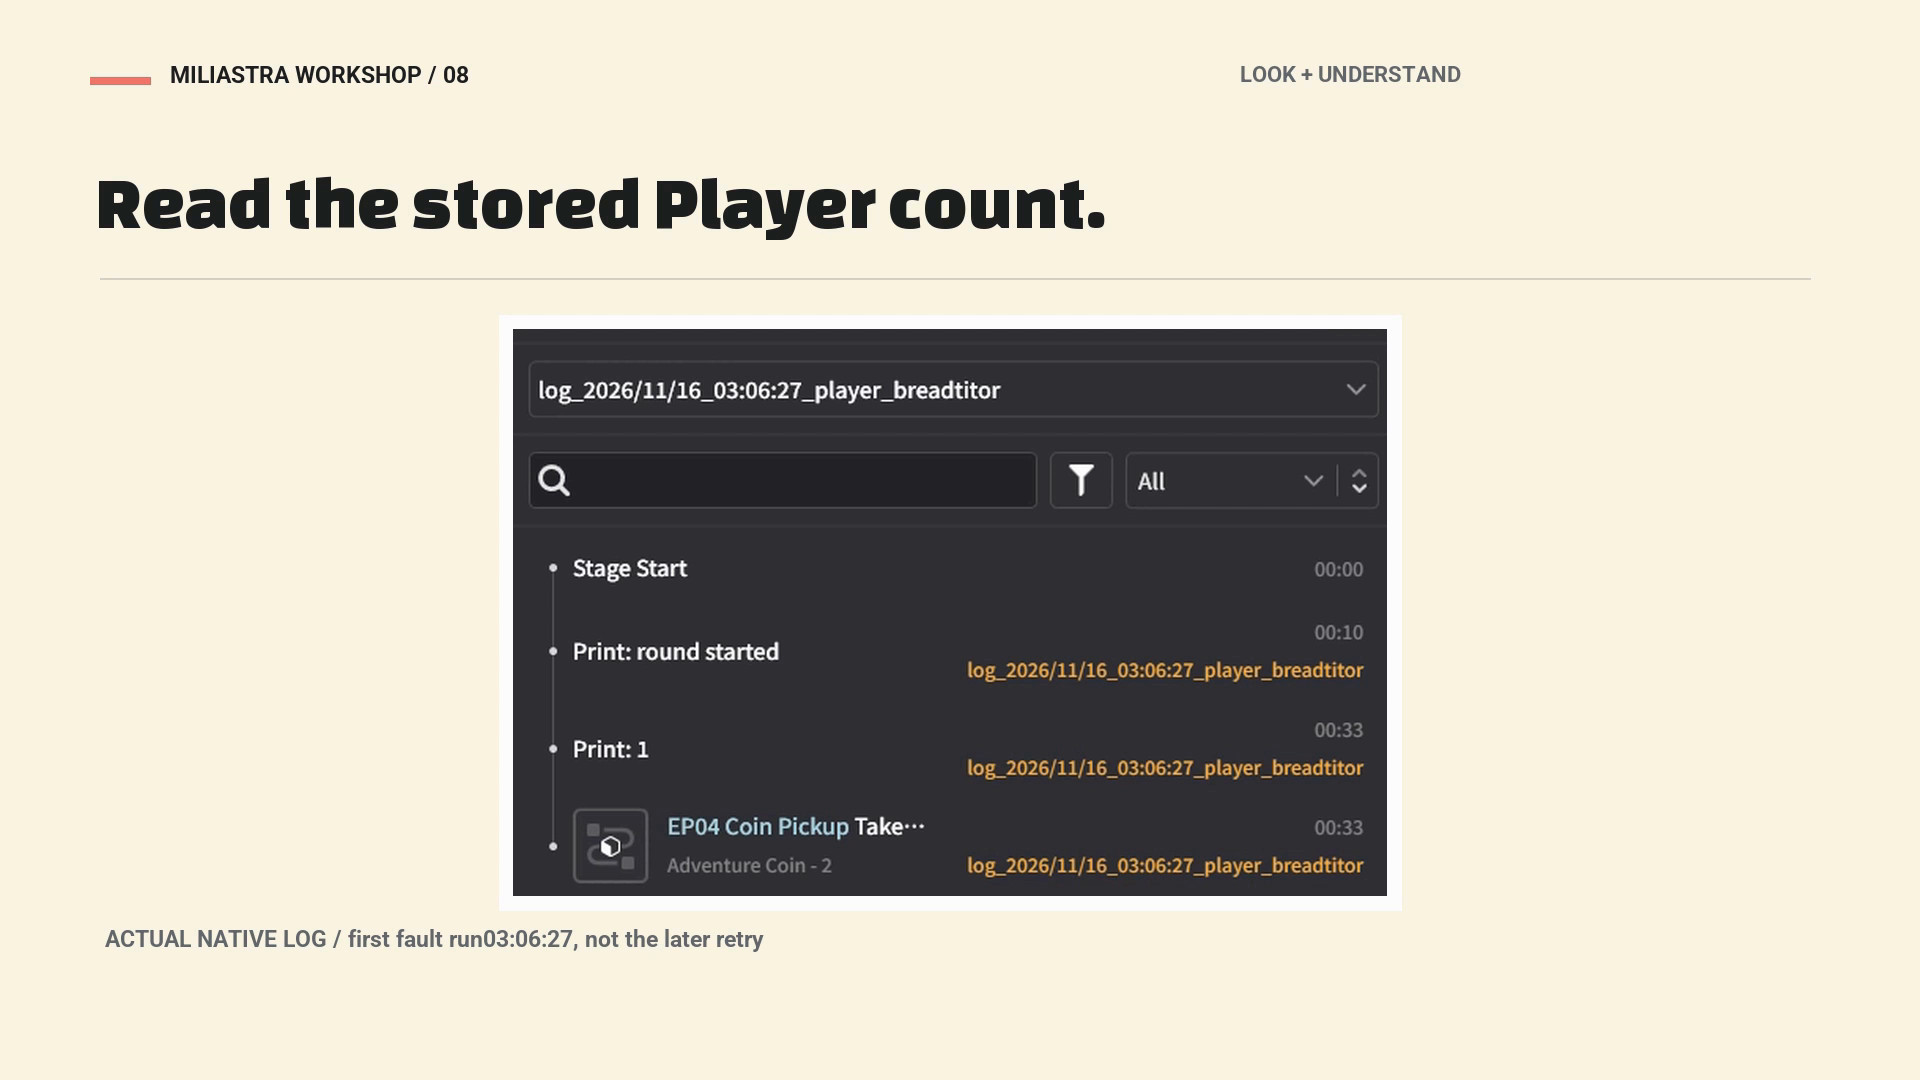 MILIASTRA WORKSHOP / 08
LOOK + UNDERSTAND
Read the stored Player count.
log_2026/11/16_03:06:27_player_breadtitor
All
Stage Start 00:00
00:10
Print: round started
log_2026/11/16_03:06:27_player_breadtitor
00:33
Print: 1
log_2026/11/16_03:06:27_player_breadtitor
EP04 Coin Pickup Take··· 00:33
Adventure Coin - 2 log_2026/11/16_03:06:27_player_breadtitor
ACTUAL NATIVE LOG / first fault run03:06:27, not the later retry